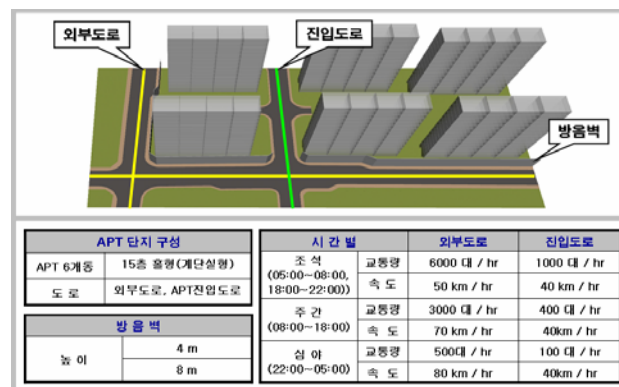 외부도로
진입도로
방음벽
APT 단지 구성
APT 6개동 15층 홀형(계단실형)
도 로 외부도로, APT진입도로
방 음 벽
높 이 4 m
8 m
시 간 별 외부도로 진입도로
조 석
(05:00~08:00,
18:00~22:00)) 교통량 6000 대 / hr 1000 대 / hr
속 도 50 km / hr 40 km / hr
주 간
(08:00~18:00) 교통량 3000 대 / hr 400 대 / hr
속 도 70 km / hr 40km / hr
심 야
(22:00~05:00) 교통량 500대 / hr 100 대 / hr
속 도 80 km / hr 40km / hr